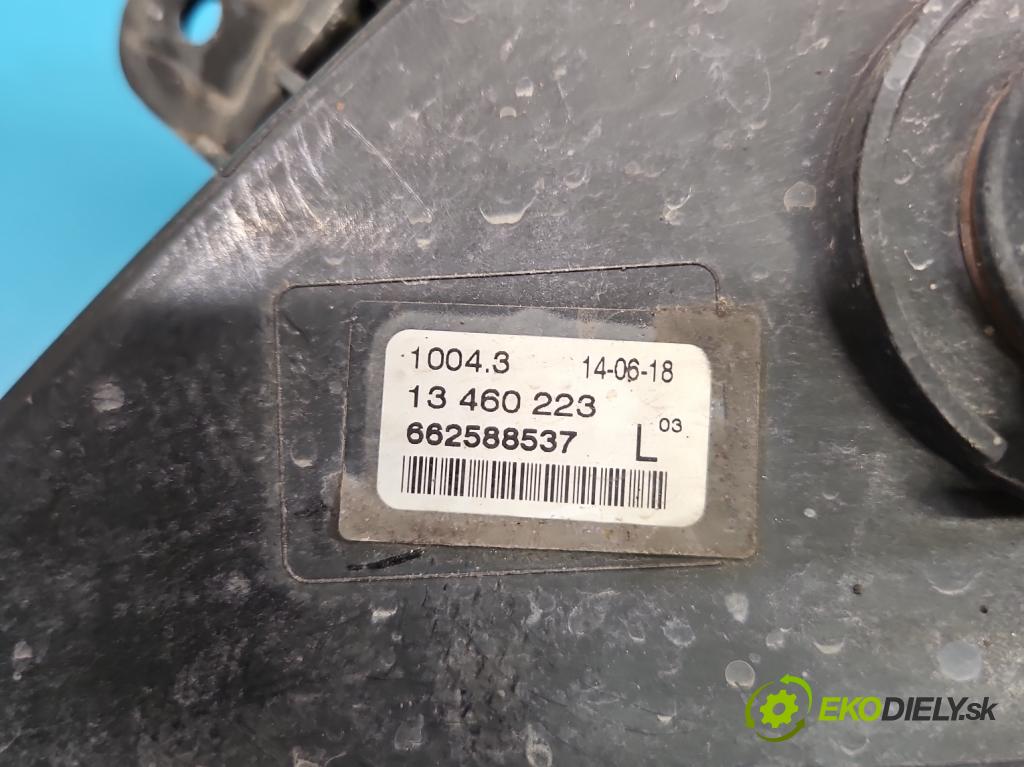 1004.3 14-06-18
13 460 223
662588537 L 03
EKODIELY.sk